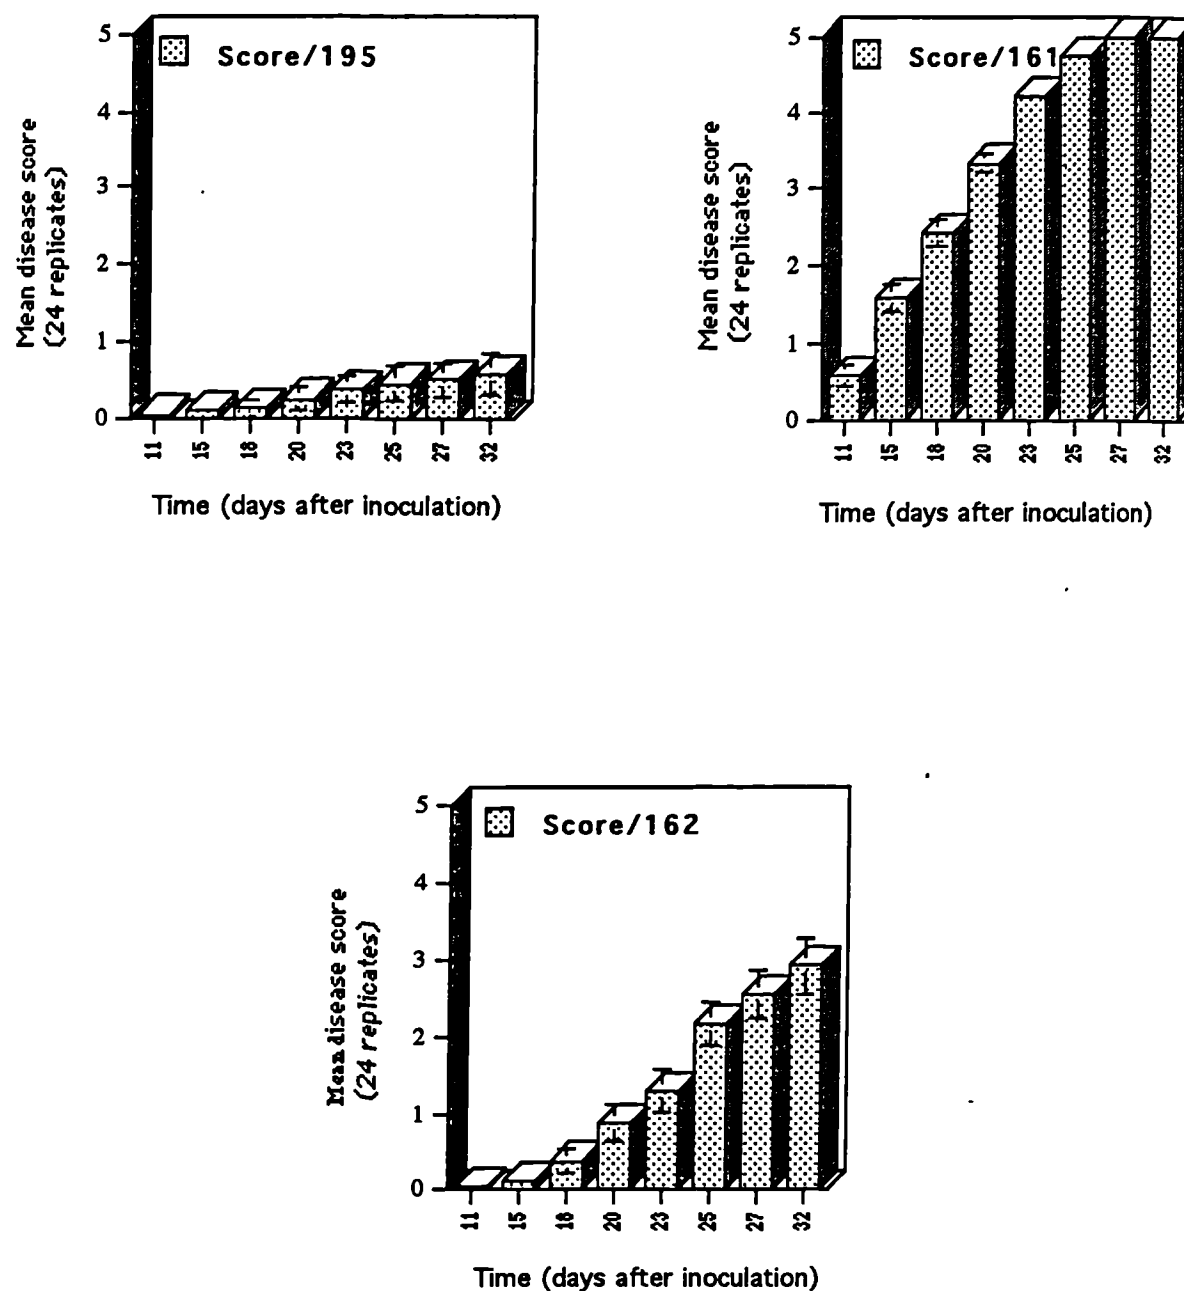 5
4
3
2
1
0
Score/195
Mean disease score
(24 replicates)
11 15 18 20 23 25 27 32
Time (days after inoculation)
5
4
3
2
1
0
Score/161
Mean disease score
(24 replicates)
11 15 18 20 23 25 27 32
Time (days after inoculation)
5
4
3
2
1
0
Score/162
Mean disease score
(24 replicates)
11 15 18 20 23 25 27 32
Time (days after inoculation)